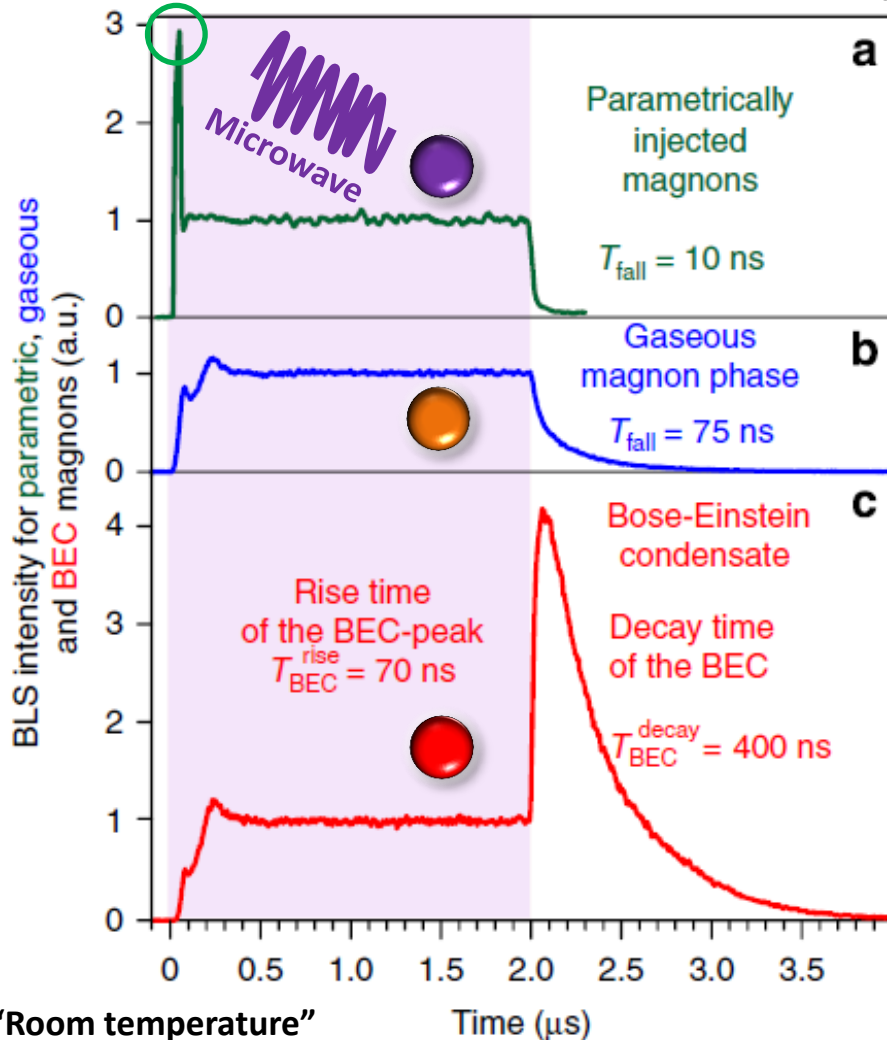 BLS intensity for parametric, gaseous
and BEC magnons (a.u.)
3
2
1
0
Microwave
a
Parametrically
injected
magnons
T_fall = 10 ns
1
0
b
Gaseous
magnon phase
T_fall = 75 ns
4
3
2
1
0
c
Bose-Einstein
condensate
Rise time
of the BEC-peak
T_BEC^rise = 70 ns
Decay time
of the BEC
T_BEC^decay = 400 ns
0 0.5 1.0 1.5 2.0 2.5 3.0 3.5
Time (μs)
“Room temperature”